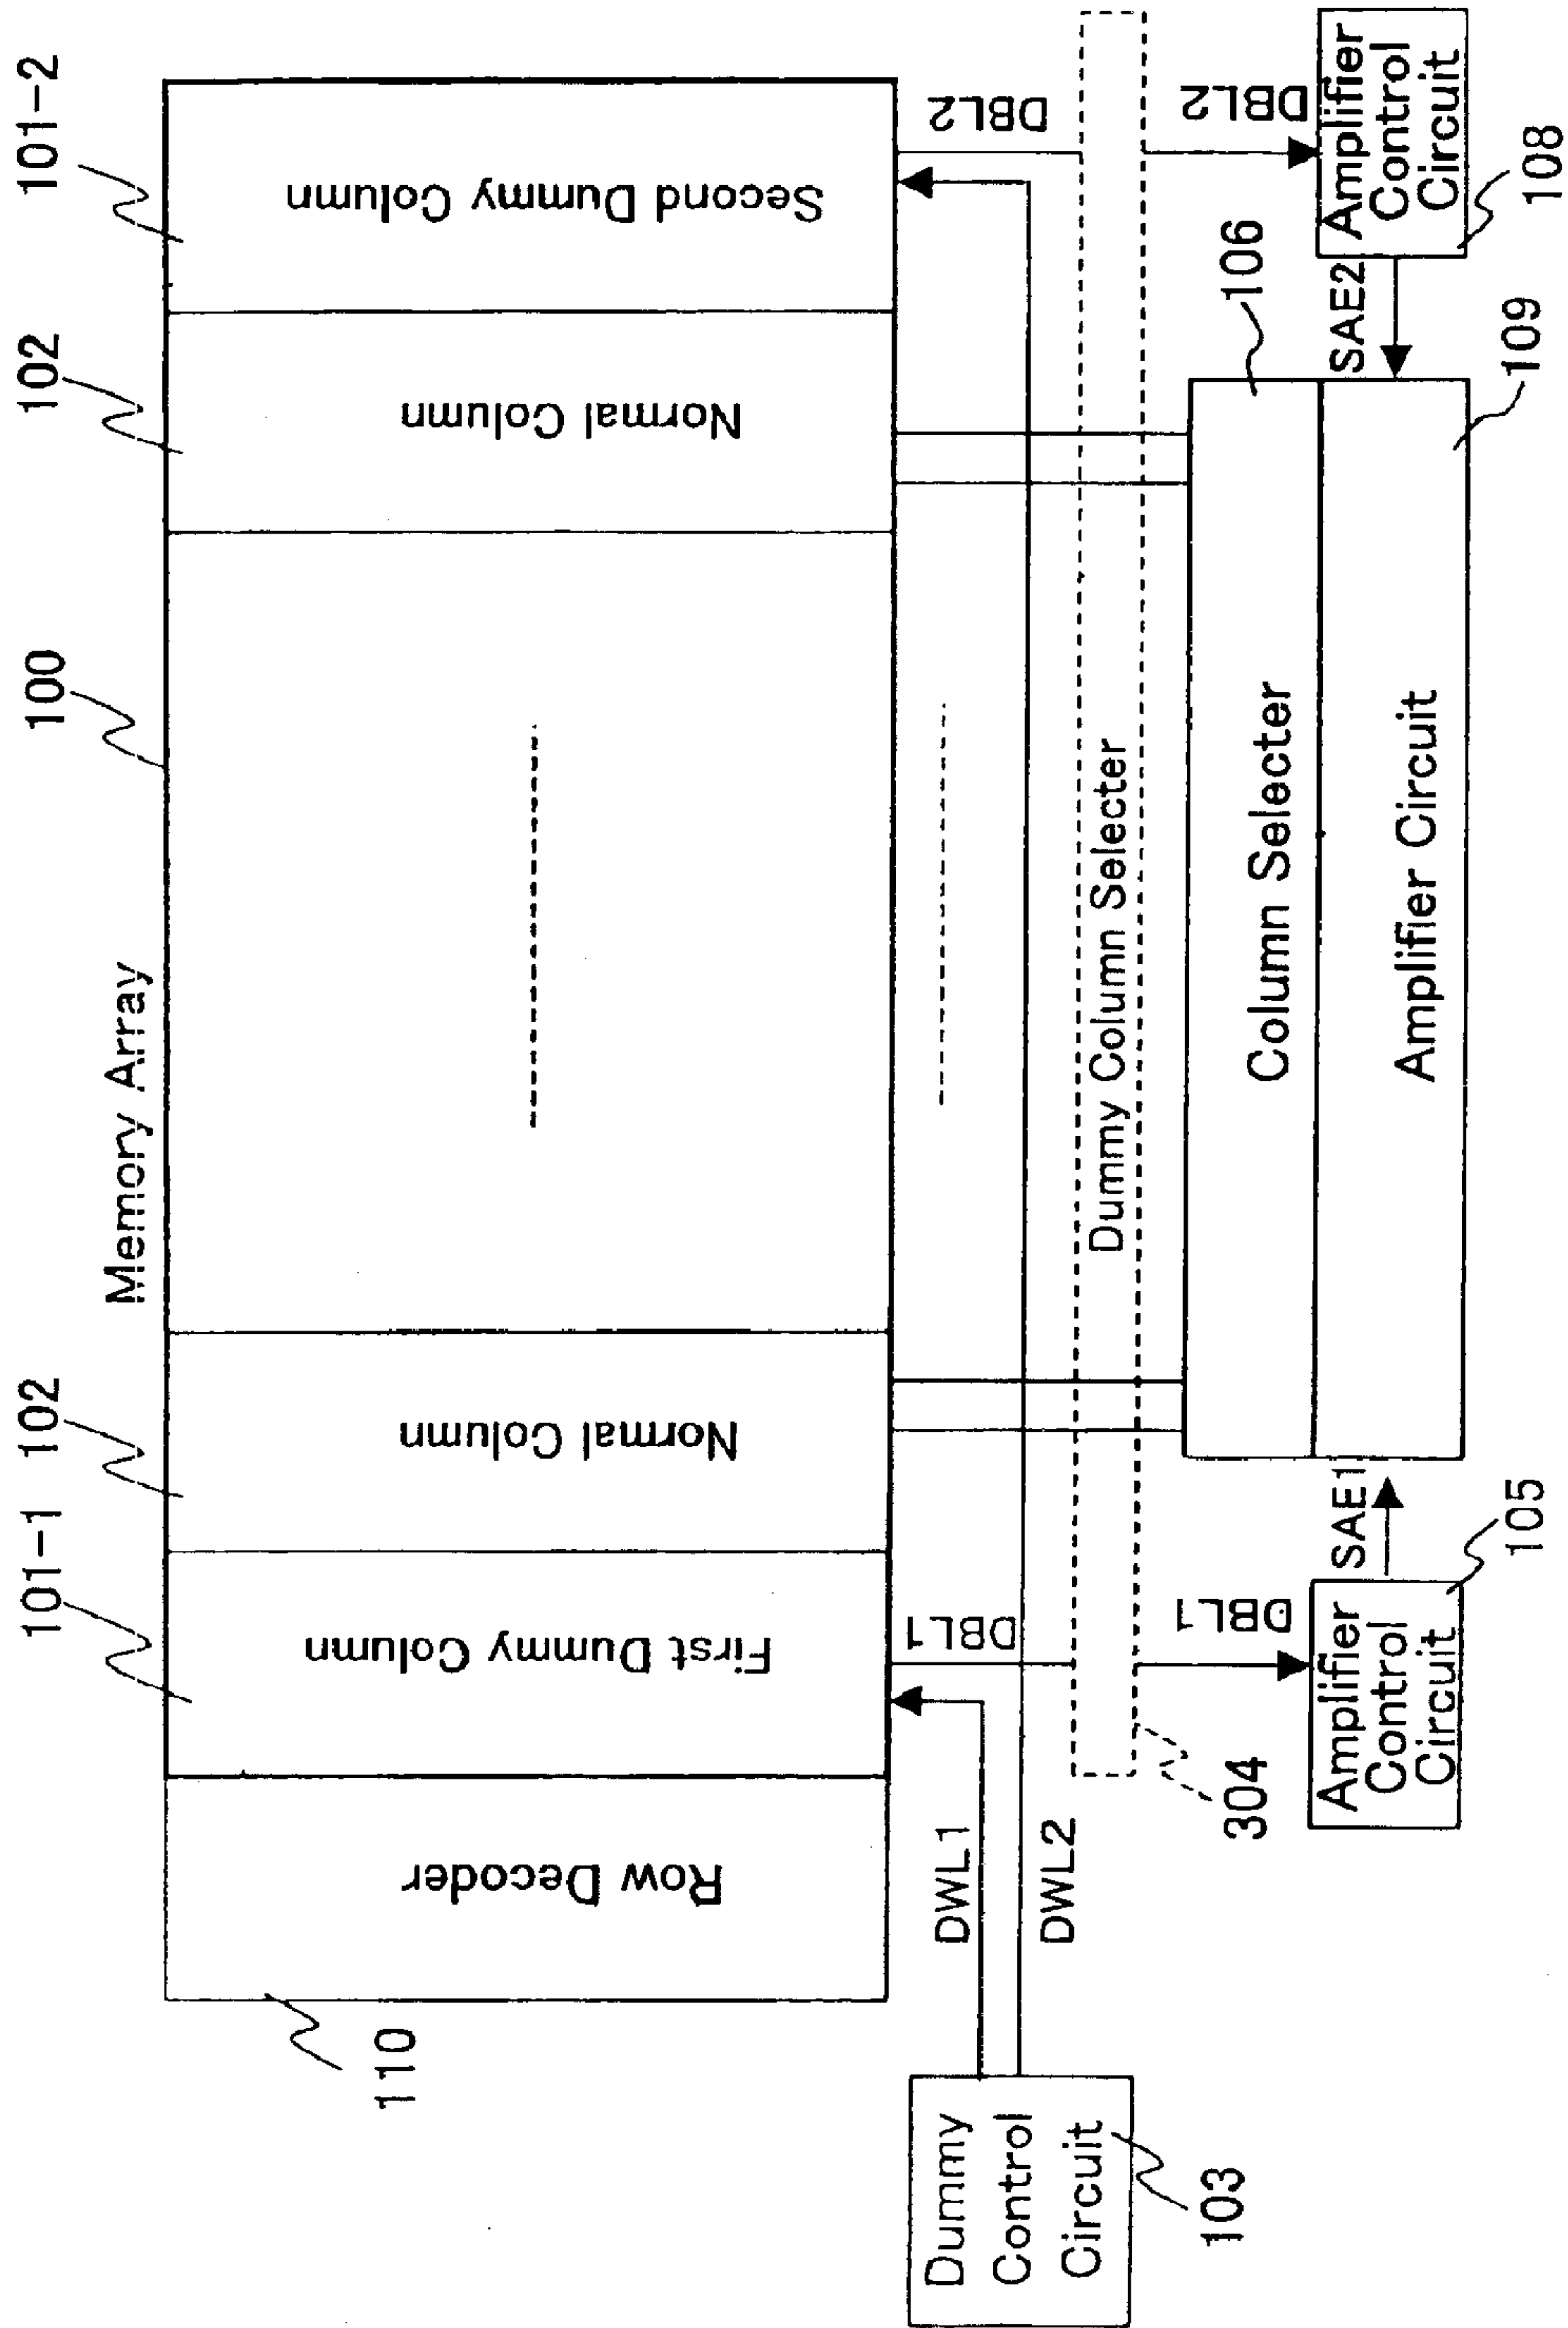 Memory Array
110
101-1
102
100
102
101-2
Row Decoder
First Dummy Column
Normal Column
Normal Column
Second Dummy Column
Dummy
Control
Circuit
103
DWL1
DWL2
DBL1
DBL2
Dummy Column Selecter
304
DBL1
DBL2
Column Selecter
106
Amplifier
Control
Circuit
105
SAE1
Amplifier Circuit
109
SAE2
Amplifier
Control
Circuit
108